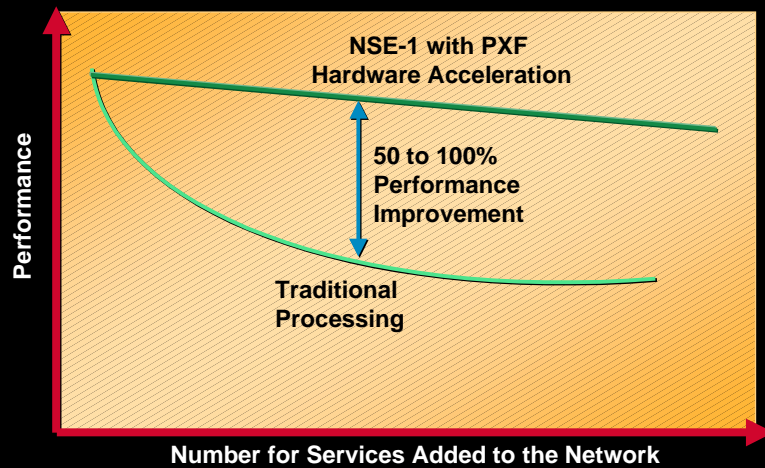 NSE-1 with PXF
Hardware Acceleration
50 to 100%
Performance
Improvement
Traditional
Processing
Performance
Number for Services Added to the Network